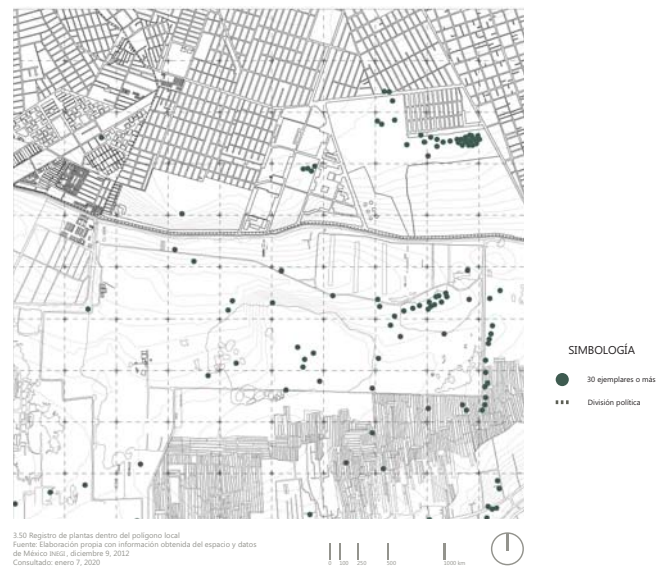 SIMBOLOGÍA
30 ejemplares o más
División política
3.50 Registro de plantas dentro del polígono local
Fuente: Elaboración propia con información obtenida del espacio y datos
de México INEGI, diciembre 9, 2012
Consultado: enero 7, 2020
0 100 250 500 1000 km